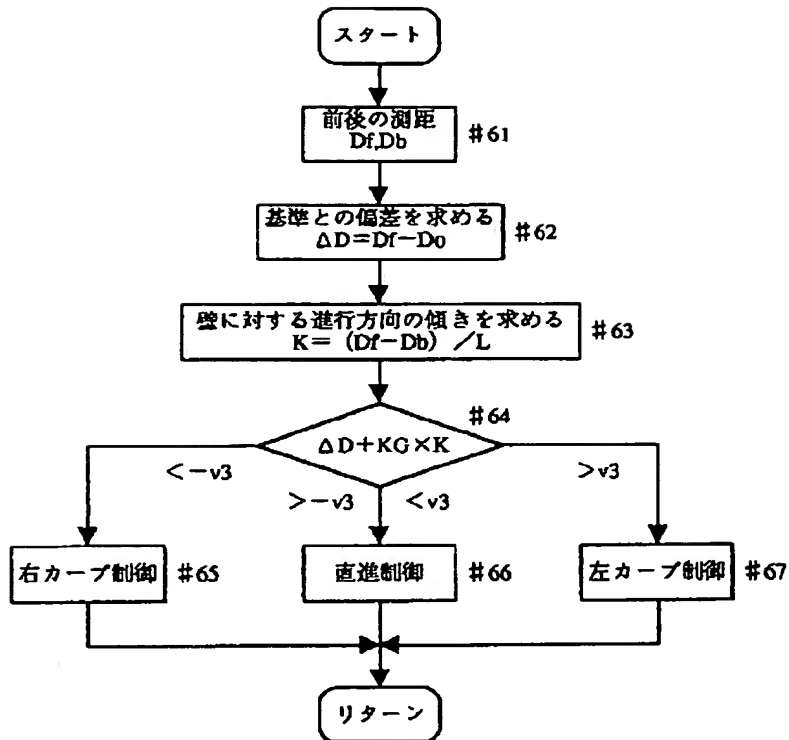 スタート
前後の測距
Df,Db
#61
基準との偏差を求める
ΔD=Df−Do
#62
壁に対する進行方向の傾きを求める
K= (Df−Db) /L
#63
#64
ΔD+KG×K
<−v3
>−v3
<v3
>v3
右カーブ制御
#65
直進制御
#66
左カーブ制御
#67
リターン